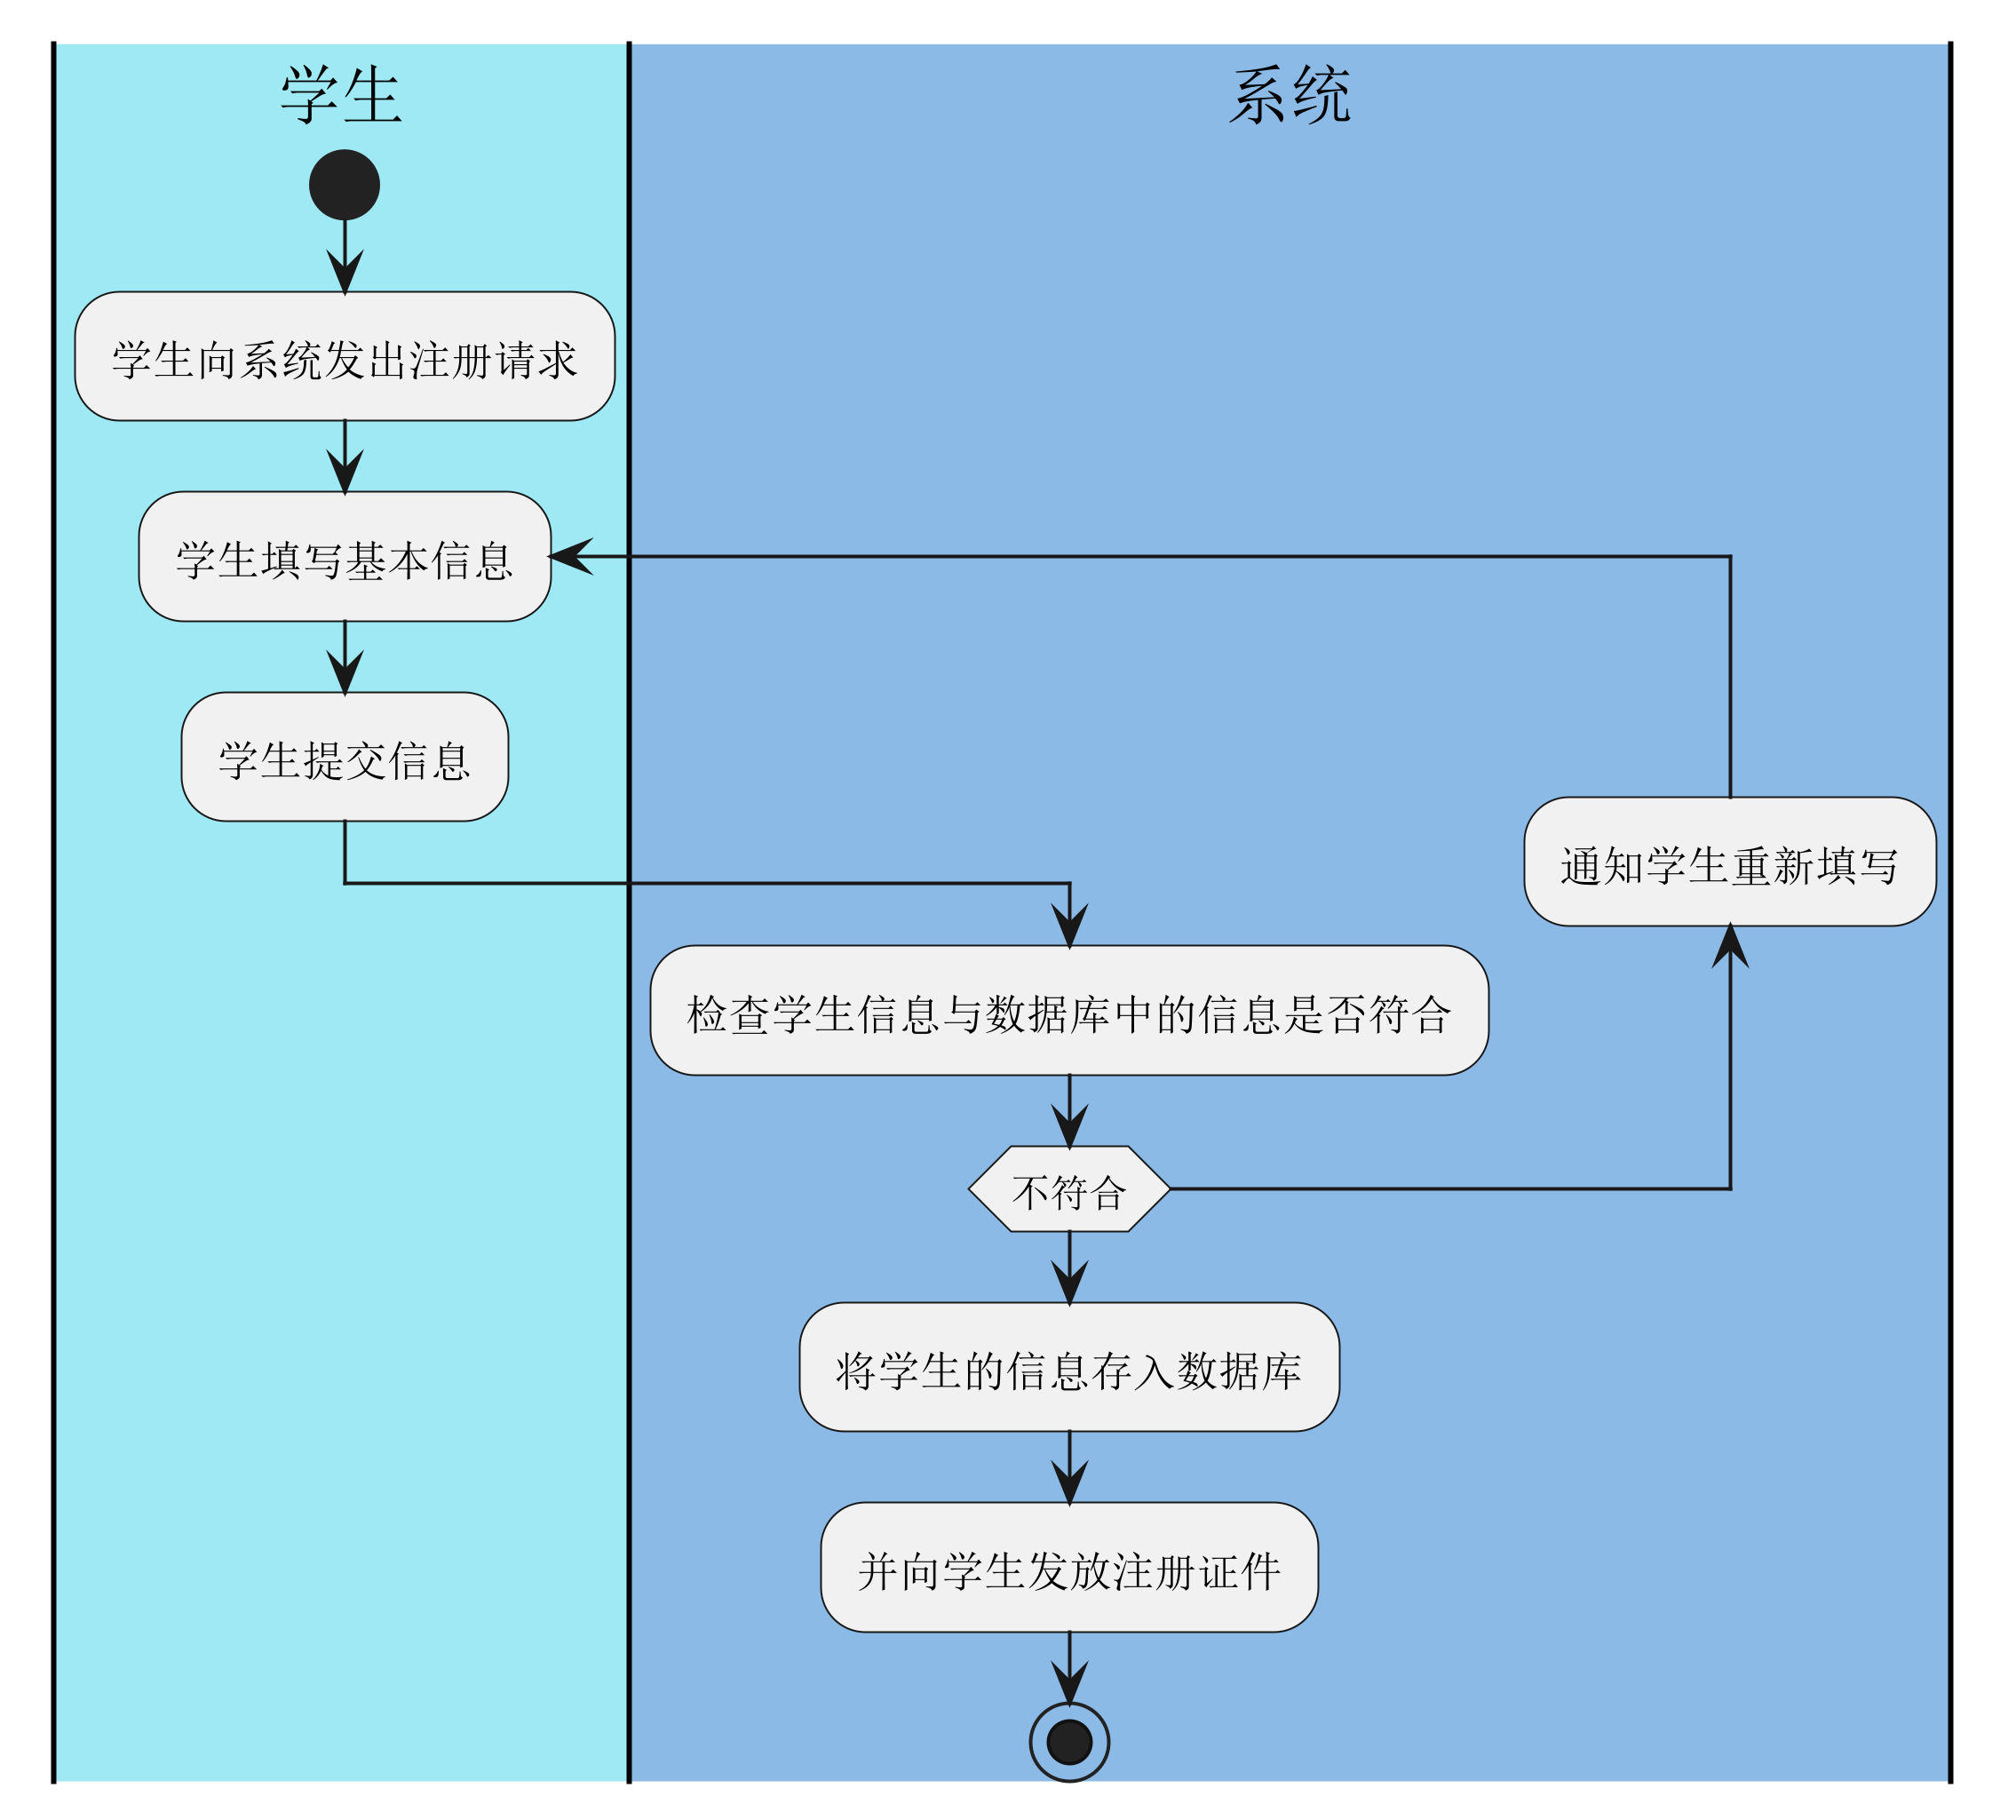 学生
系统
学生向系统发出注册请求
学生填写基本信息
学生提交信息
通知学生重新填写
检查学生信息与数据库中的信息是否符合
不符合
将学生的信息存入数据库
并向学生发放注册证件